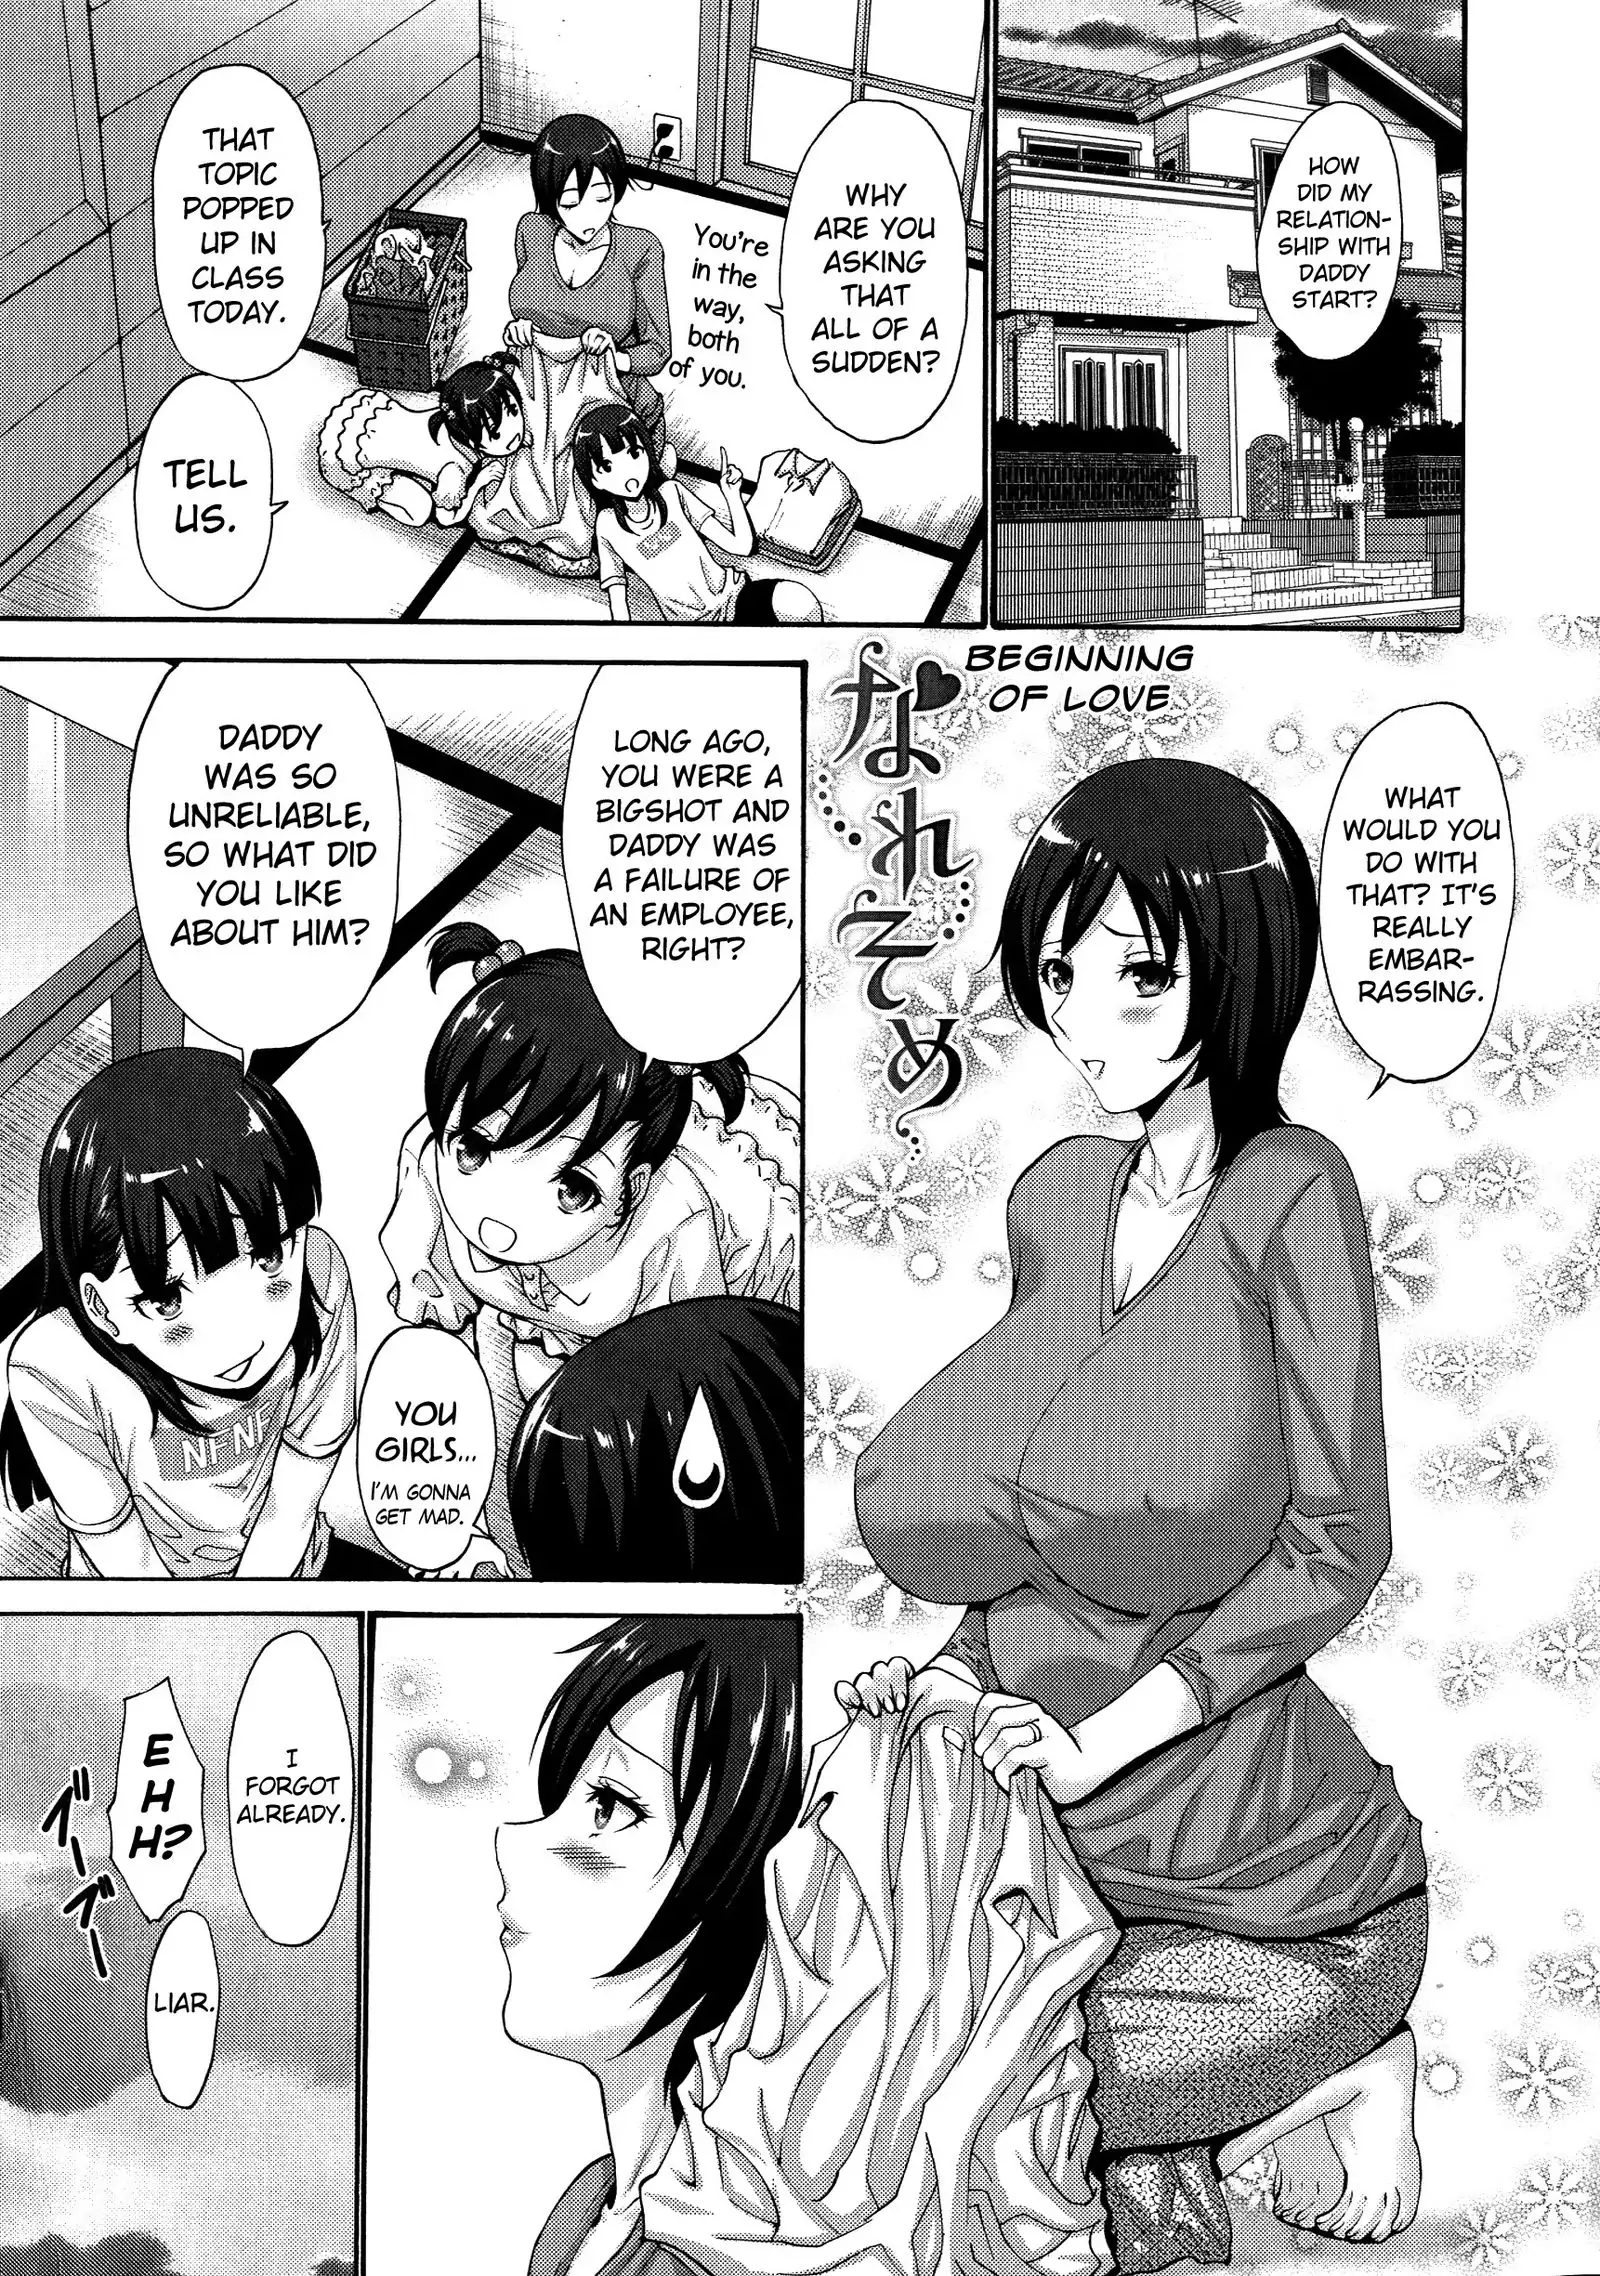 HOW
DID MY
RELATION-
SHIP WITH
DADDY
START?
WHY
ARE YOU
ASKING
THAT
ALL OF A
SUDDEN?
You're
in the
way,
both
of you.
THAT
TOPIC
POPPED
UP IN
CLASS
TODAY.
TELL
US.
BEGINNING
OF LOVE
なれそめ
WHAT
WOULD YOU
DO WITH
THAT? IT'S
REALLY
EMBAR-
RASSING.
LONG AGO,
YOU WERE A
BIGSHOT AND
DADDY WAS
A FAILURE OF
AN EMPLOYEE,
RIGHT?
DADDY
WAS SO
UNRELIABLE,
SO WHAT DID
YOU LIKE
ABOUT HIM?
NFNF
YOU
GIRLS...
I'M GONNA
GET MAD.
I
FORGOT
ALREADY.
EHH?
LIAR.
ブーブー